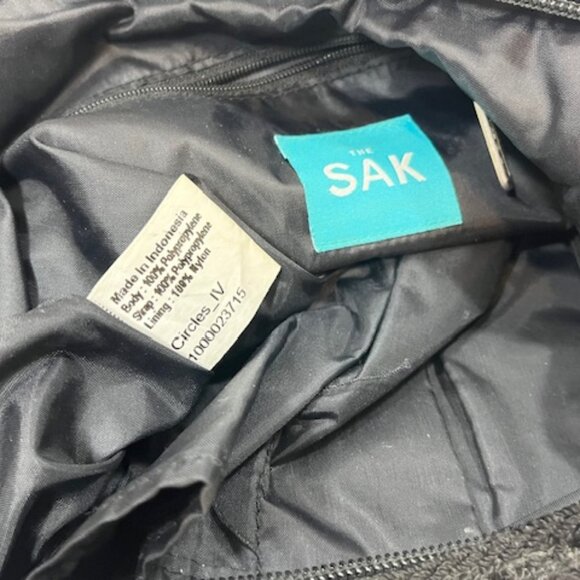 THE
SAK
Made In Indonesia
Body : 100% Polypropylene
Strap : 100% Polypropylene
Lining : 100% Nylon
Circles_IV
1000023715